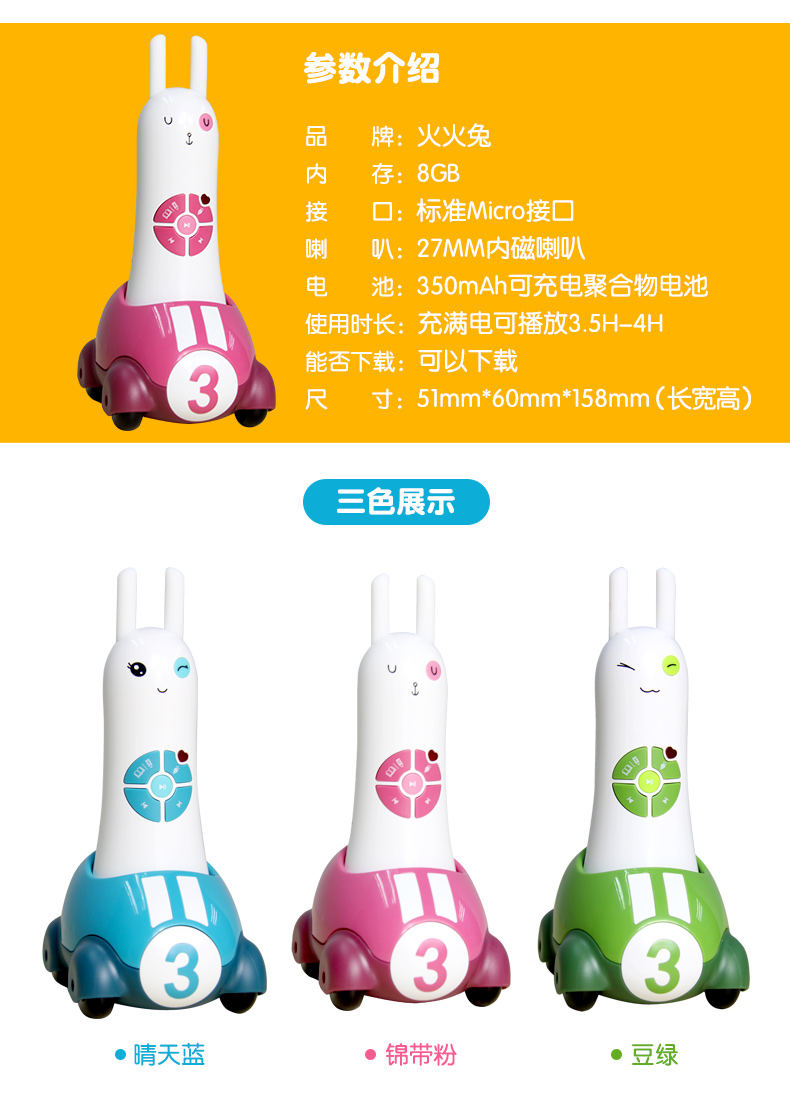 参数介绍
品 牌：火火兔
内 存：8GB
接 口：标准Micro接口
喇 叭：27MM内磁喇叭
电 池：350mAh可充电聚合物电池
使用时长：充满电可播放3.5H-4H
能否下载：可以下载
尺 寸：51mm*60mm*158mm（长宽高）
3
三色展示
3 3 3
晴天蓝 锦带粉 豆绿